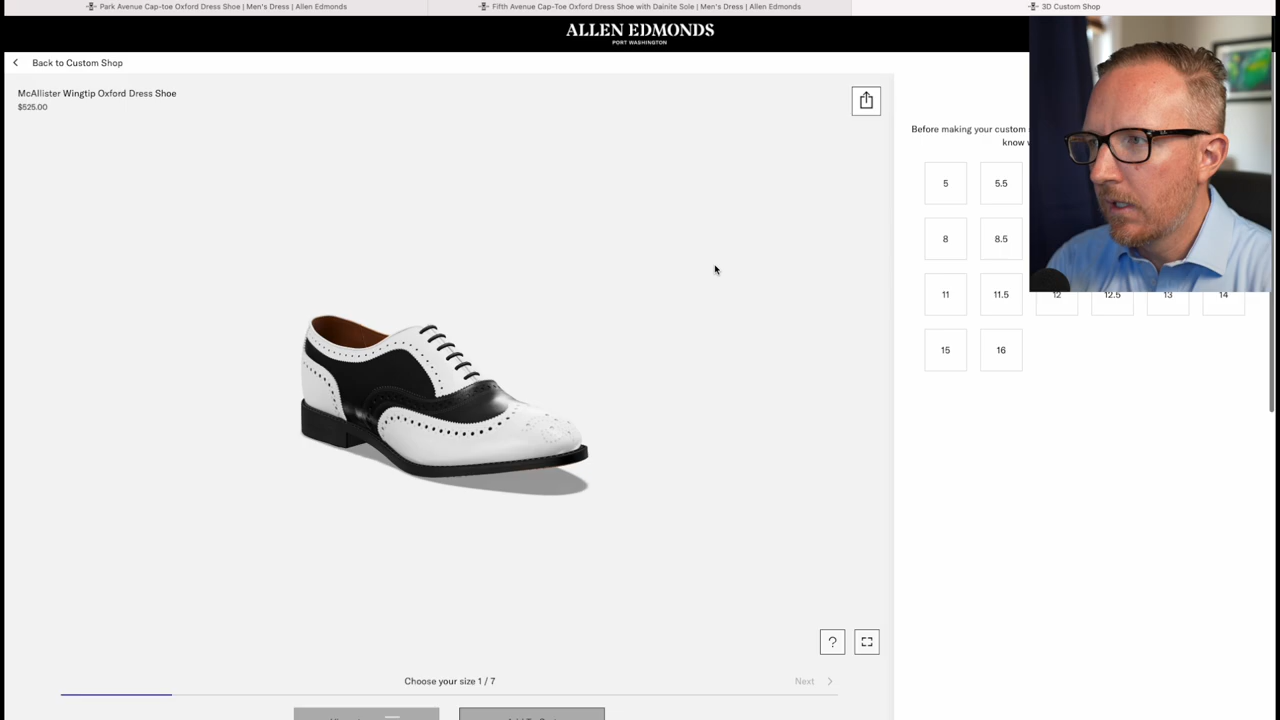 Park Avenue Cap-toe Oxford Dress Shoe | Men's Dress | Allen Edmonds
Fifth Avenue Cap-Toe Oxford Dress Shoe with Dainite Sole | Men's Dress | Allen Edmonds
3D Custom Shop
ALLEN EDMONDS
PORT WASHINGTON
Back to Custom Shop
McAllister Wingtip Oxford Dress Shoe
$525.00
Before making your custom
know
5 5.5
8 8.5
11 11.5 12 12.5 13 14
15 16
?
Choose your size 1 / 7
Next